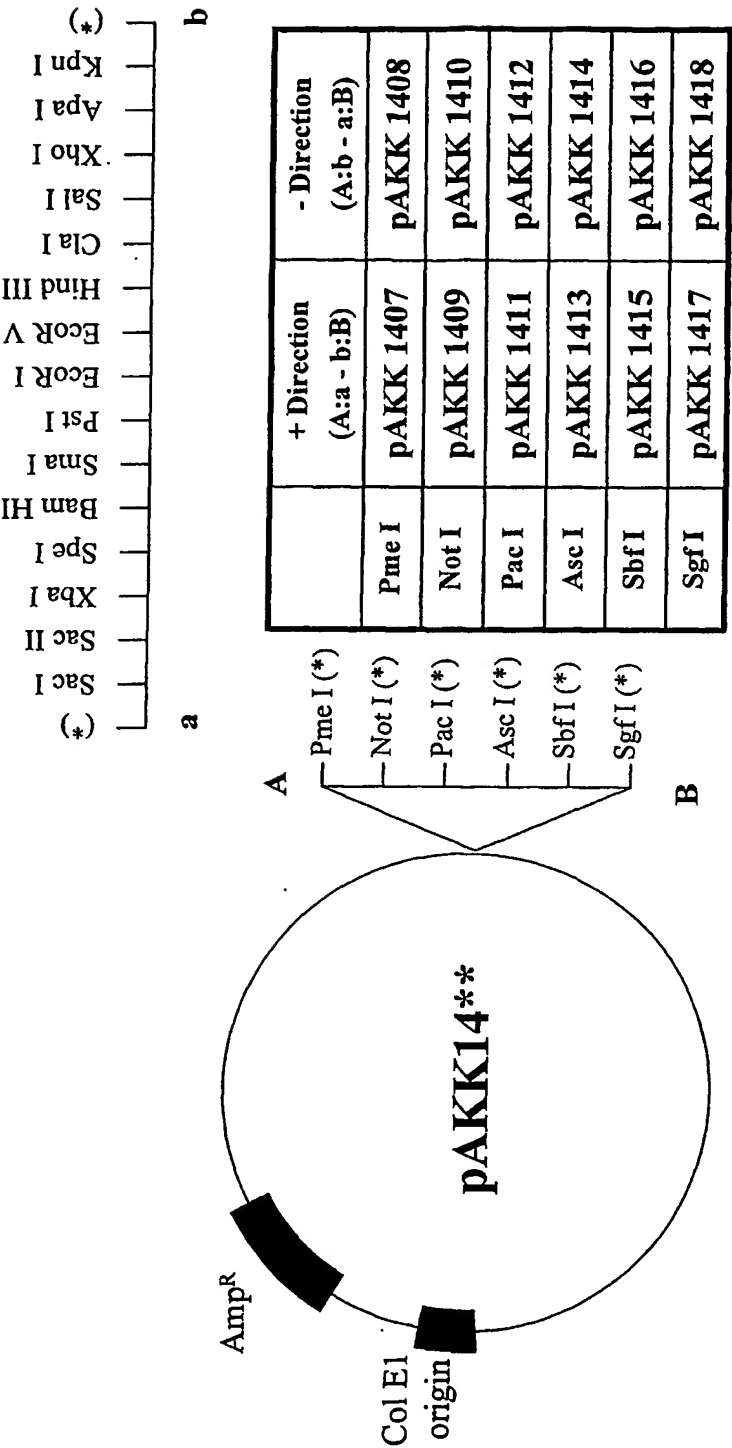 (*)
Sac I
Sac II
Xba I
Spe I
Bam HI
Sma I
Pst I
EcoR I
EcoR V
Hind III
Cla I
Sal I
Xho I
Apa I
Kpn I
(*)
a
b
A
Pme I (*)
Not I (*)
Pac I (*)
Asc I (*)
Sbf I (*)
Sgf I (*)
B
+ Direction - Direction
(A:a - b:B) (A:b - a:B)
Pme I pAKK 1407 pAKK 1408
Not I pAKK 1409 pAKK 1410
Pac I pAKK 1411 pAKK 1412
Asc I pAKK 1413 pAKK 1414
Sbf I pAKK 1415 pAKK 1416
Sgf I pAKK 1417 pAKK 1418
pAKK14**
Amp^R
Col E1
origin